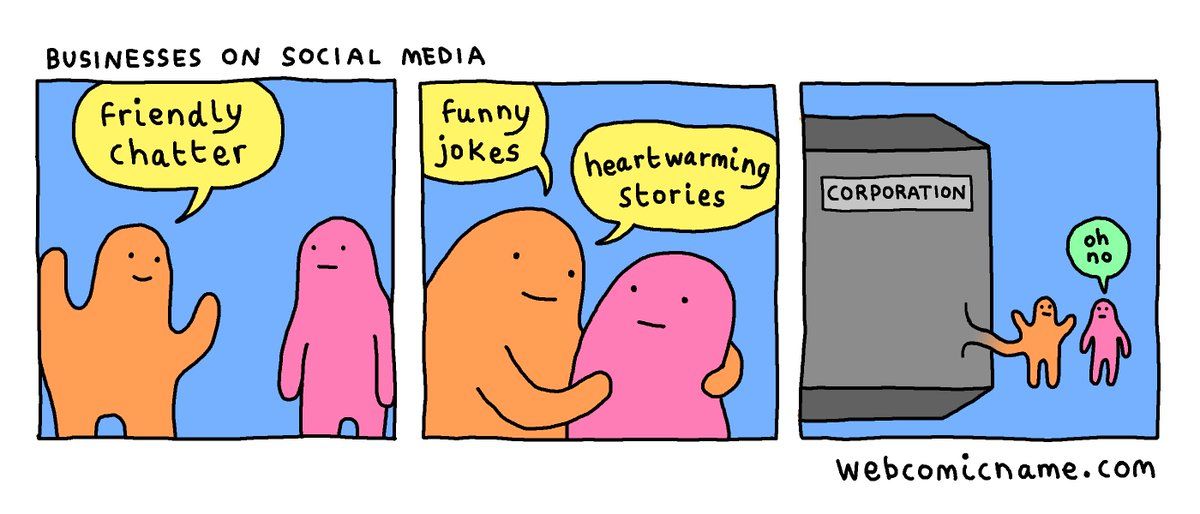 BUSINESSES ON SOCIAL MEDIA
friendly
chatter
funny
jokes
heartwarming
stories
CORPORATION
oh
no
webcomicname.com